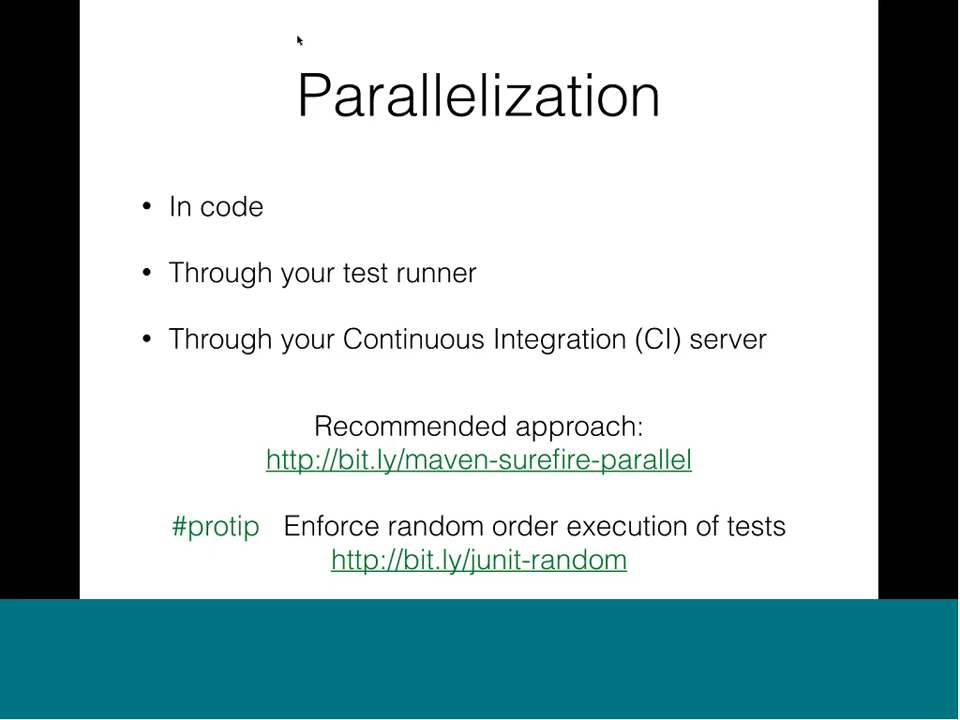 Parallelization
• In code
• Through your test runner
• Through your Continuous Integration (CI) server
Recommended approach:
http://bit.ly/maven-surefire-parallel
#protip Enforce random order execution of tests
http://bit.ly/junit-random